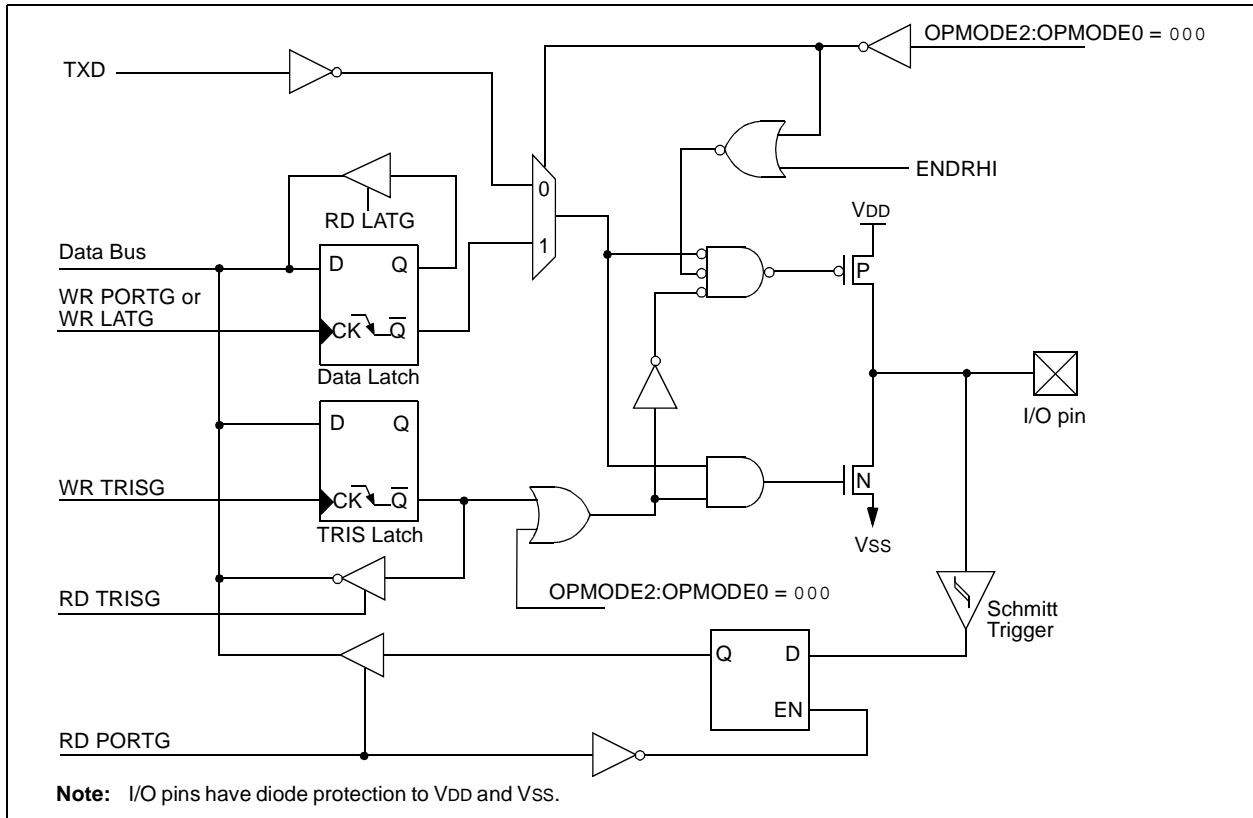 OPMODE2:OPMODE0 = 000
TXD
0
ENDRHI
RD LATG
VDD
1
Data Bus
D Q
P
WR PORTG or
WR LATG
CK Q
Data Latch
I/O pin
D Q
N
WR TRISG
CK Q
TRIS Latch
VSS
OPMODE2:OPMODE0 = 000
RD TRISG
Schmitt
Trigger
Q D
EN
RD PORTG
Note: I/O pins have diode protection to VDD and VSS.